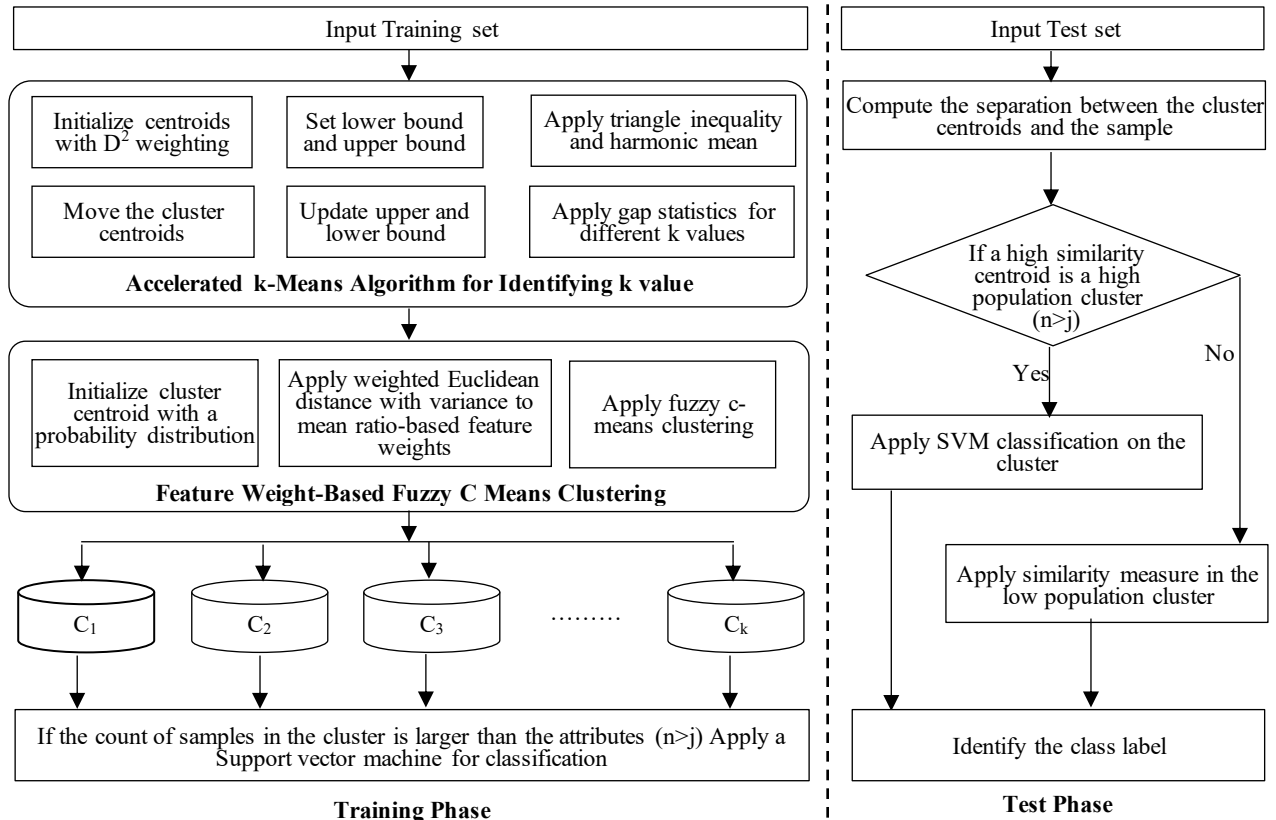 Input Training set
Initialize centroids
with D² weighting
Set lower bound
and upper bound
Apply triangle inequality
and harmonic mean
Move the cluster
centroids
Update upper and
lower bound
Apply gap statistics for
different k values
Accelerated k-Means Algorithm for Identifying k value
Initialize cluster
centroid with a
probability distribution
Apply weighted Euclidean
distance with variance to
mean ratio-based feature
weights
Apply fuzzy c-
means clustering
Feature Weight-Based Fuzzy C Means Clustering
C₁
C₂
C₃
.........
Cₖ
If the count of samples in the cluster is larger than the attributes (n>j) Apply a
Support vector machine for classification
Training Phase
Input Test set
Compute the separation between the cluster
centroids and the sample
If a high similarity
centroid is a high
population cluster
(n>j)
Yes
No
Apply SVM classification on the
cluster
Apply similarity measure in the
low population cluster
Identify the class label
Test Phase